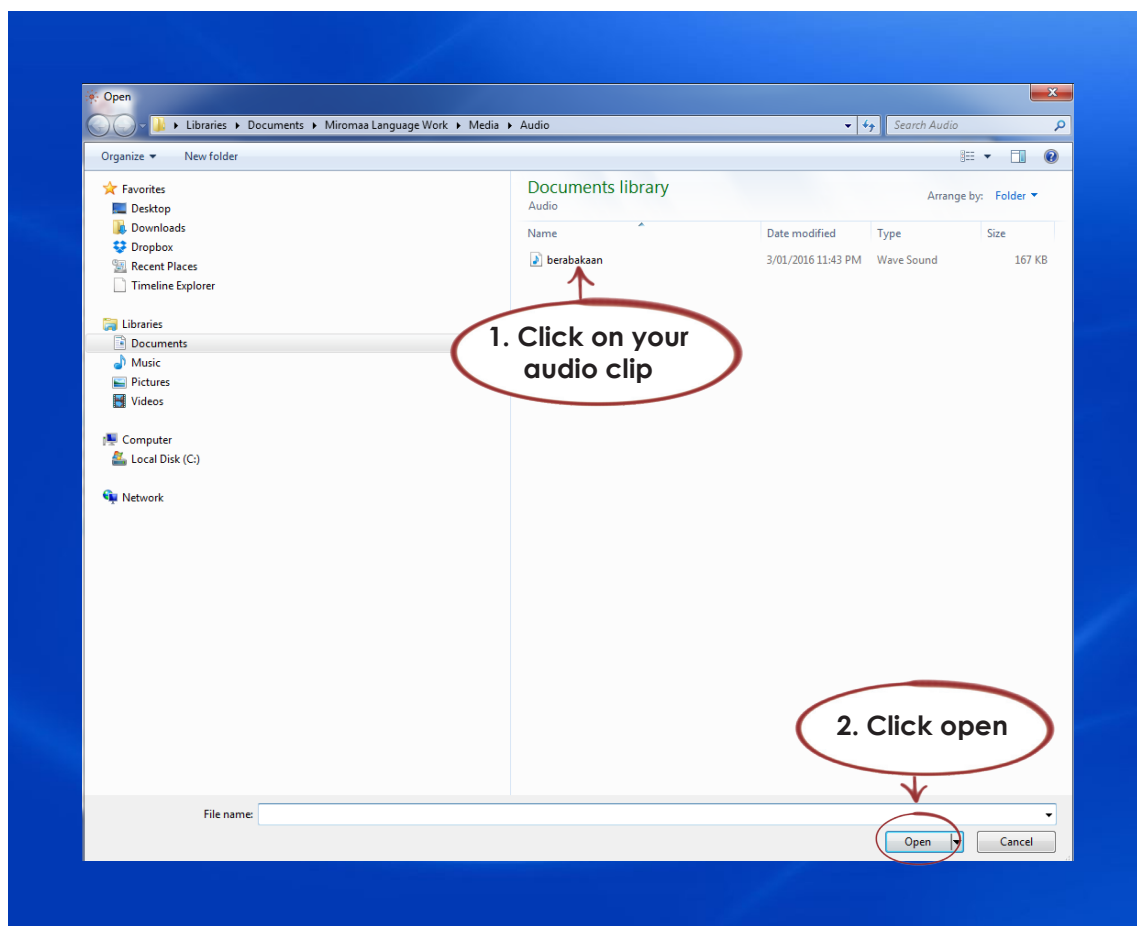 Open
Libraries Documents Miromaa Language Work Media Audio
Search Audio
Organize New folder
Favorites
Desktop
Downloads
Dropbox
Recent Places
Timeline Explorer
Libraries
Documents
Music
Pictures
Videos
Computer
Local Disk (C:)
Network
Documents library
Audio
Arrange by: Folder
Name Date modified Type Size
berabakaan 3/01/2016 11:43 PM Wave Sound 167 KB
1. Click on your
audio clip
2. Click open
File name:
Open Cancel